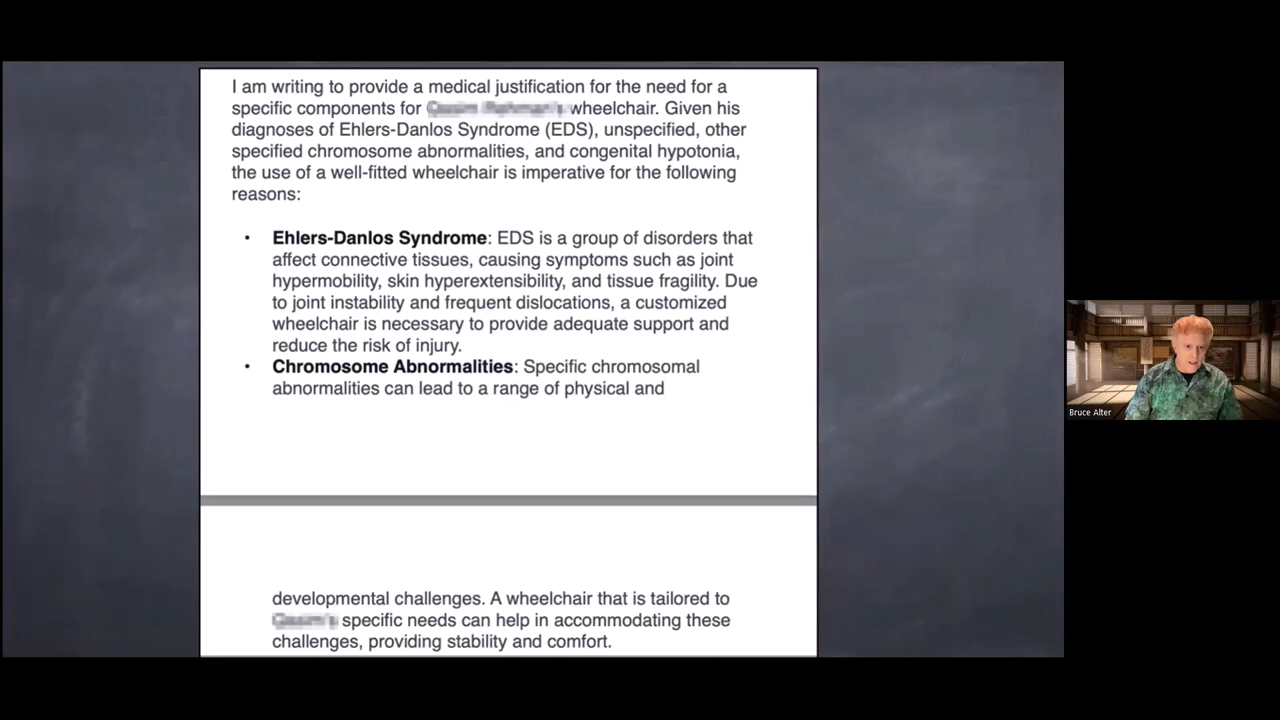 I am writing to provide a medical justification for the need for a
specific components for wheelchair. Given his
diagnoses of Ehlers-Danlos Syndrome (EDS), unspecified, other
specified chromosome abnormalities, and congenital hypotonia,
the use of a well-fitted wheelchair is imperative for the following
reasons:
• Ehlers-Danlos Syndrome: EDS is a group of disorders that
affect connective tissues, causing symptoms such as joint
hypermobility, skin hyperextensibility, and tissue fragility. Due
to joint instability and frequent dislocations, a customized
wheelchair is necessary to provide adequate support and
reduce the risk of injury.
• Chromosome Abnormalities: Specific chromosomal
abnormalities can lead to a range of physical and
developmental challenges. A wheelchair that is tailored to
specific needs can help in accommodating these
challenges, providing stability and comfort.
Bruce Alter